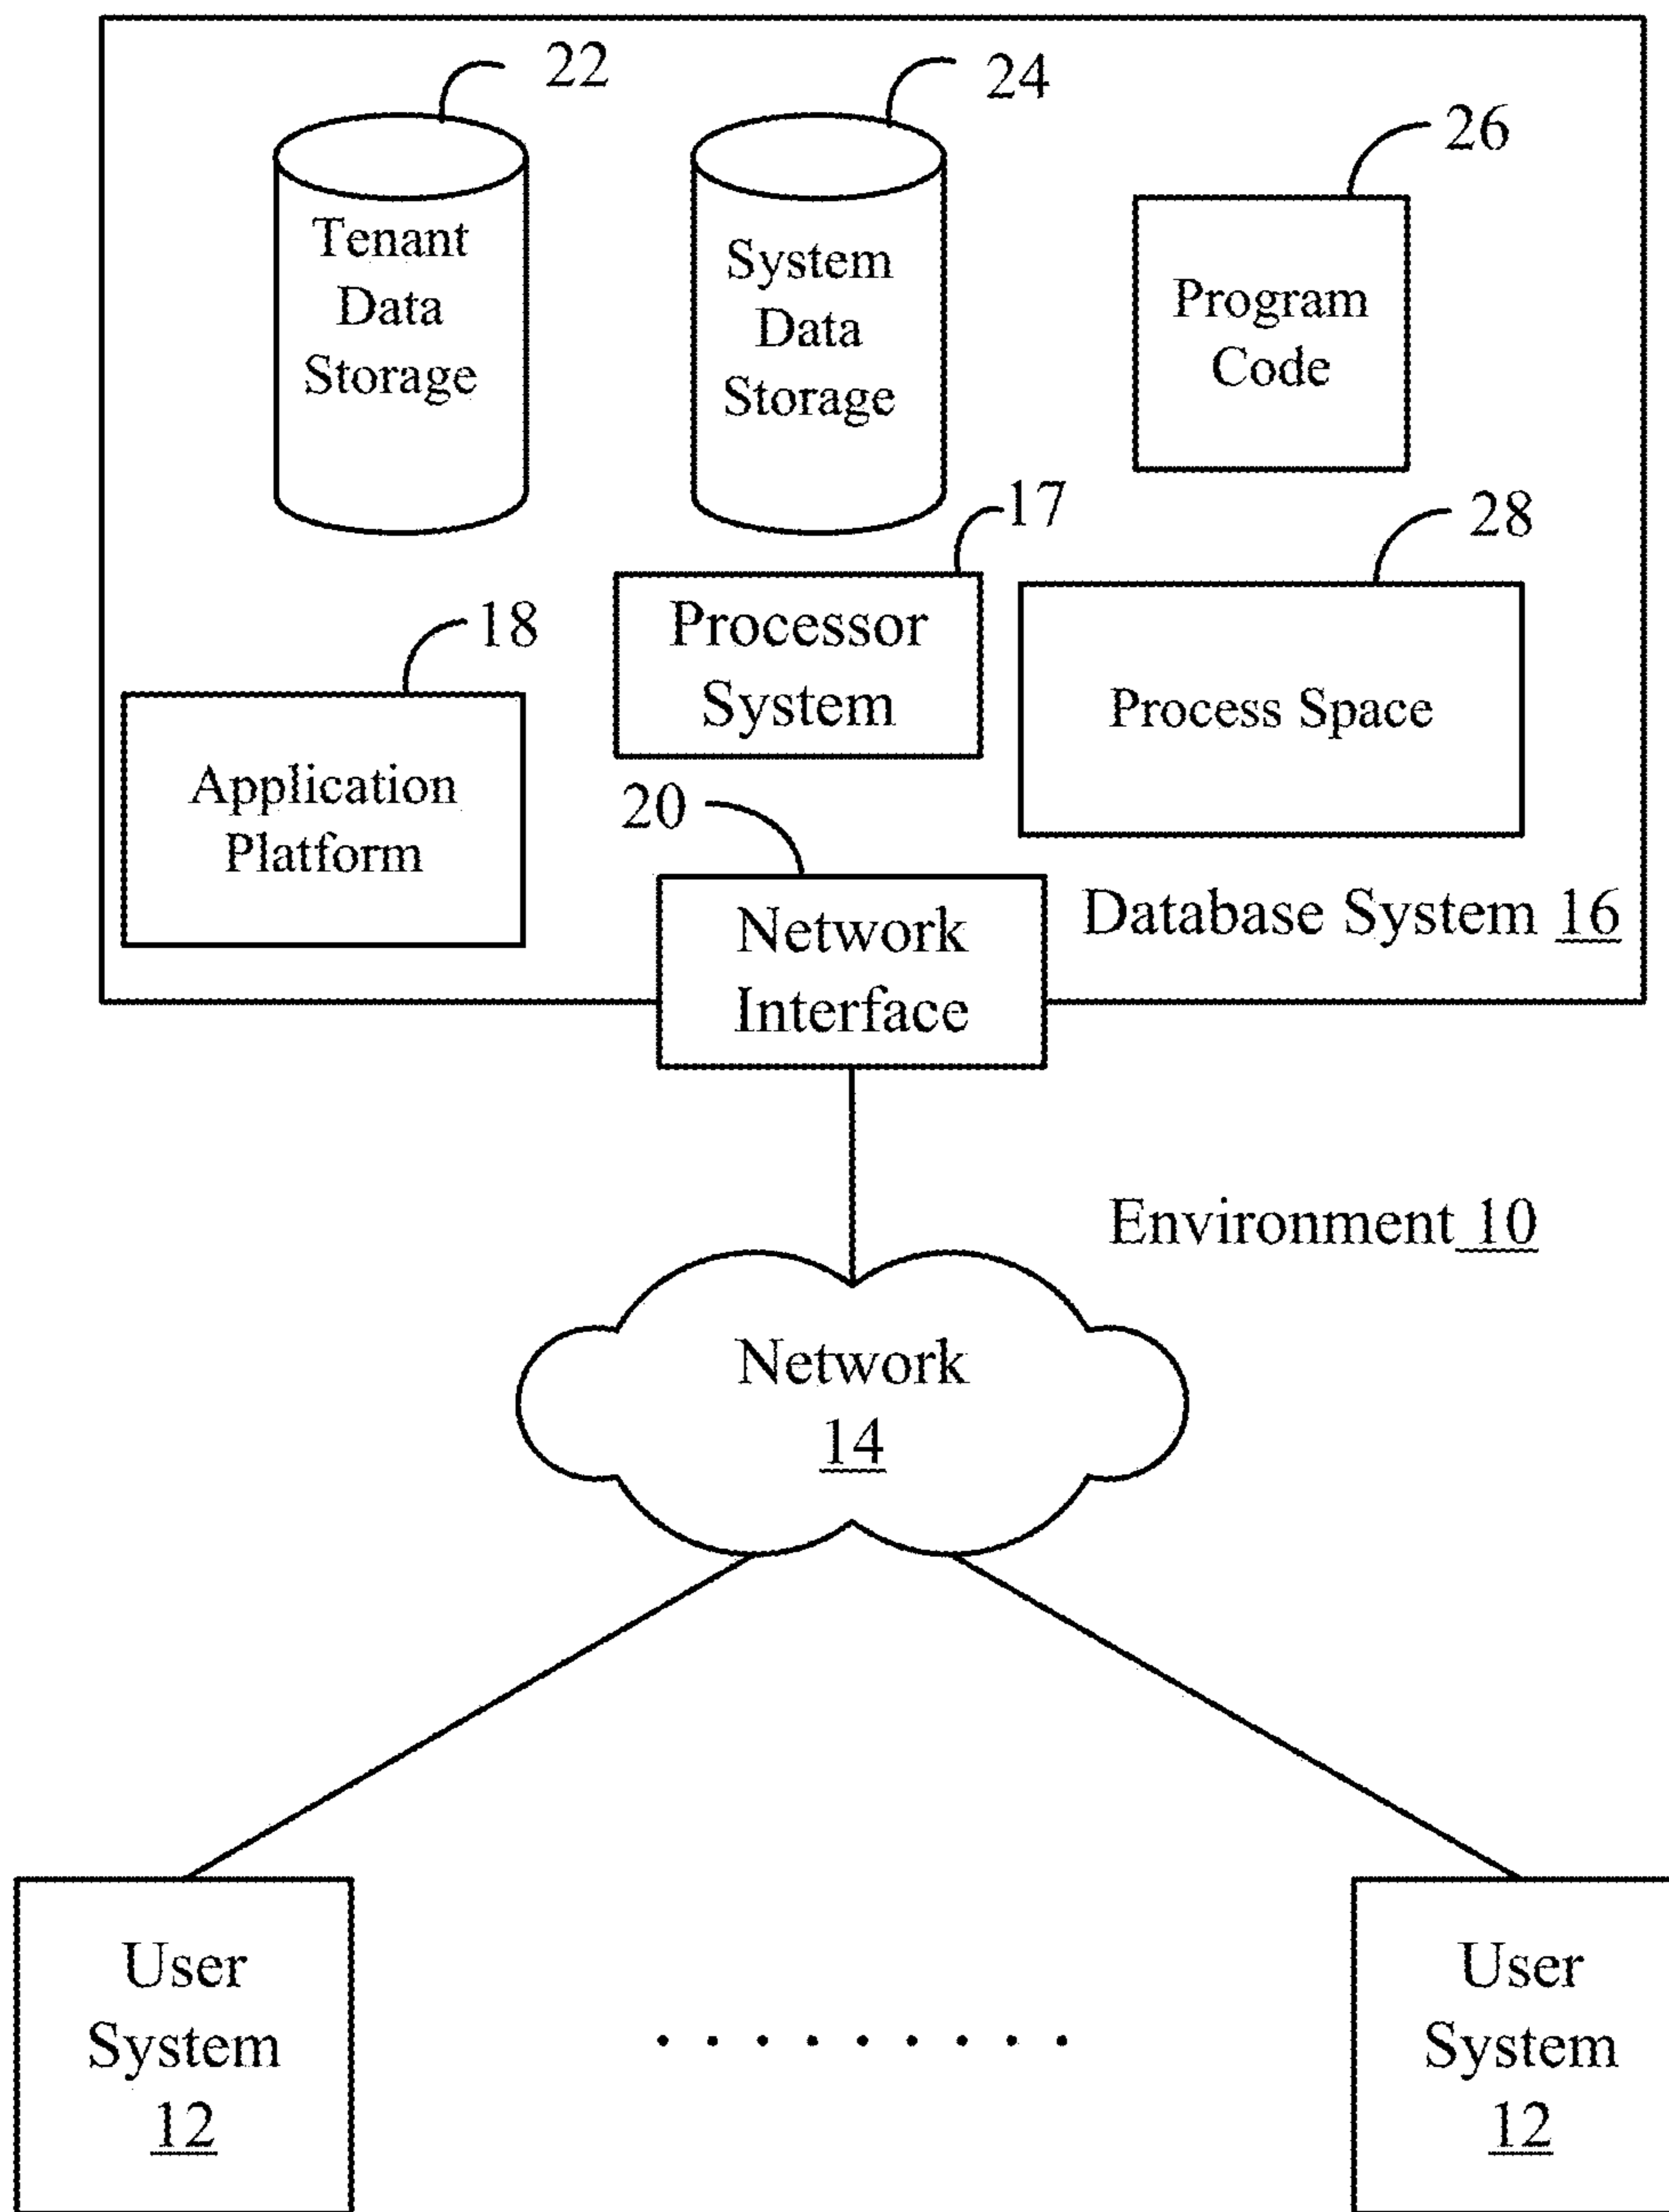 22
24
26
Tenant
Data
Storage
System
Data
Storage
Program
Code
17
28
18
Processor
System
Process Space
Application
Platform
20
Network
Interface
Database System 16
Environment 10
Network
14
User
System
12
. . . . . . . . .
User
System
12